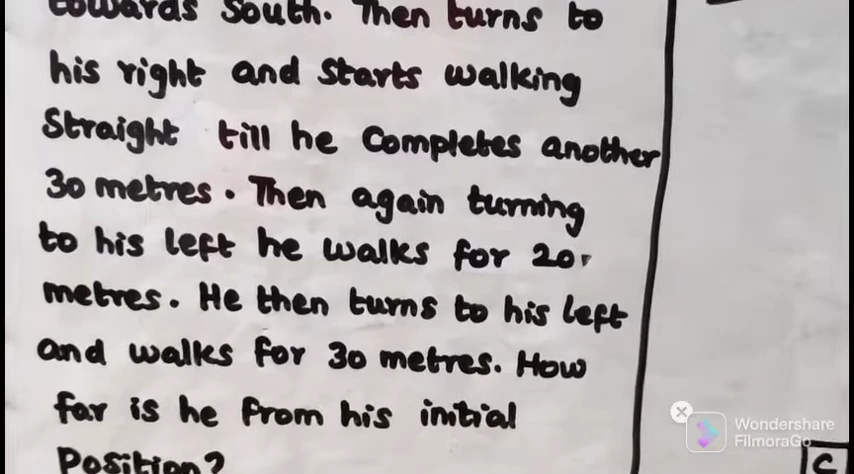 towards South. Then turns to
his right and starts walking
Straight till he Completes another
30 metres. Then again turning
to his left he walks for 20
metres. He then turns to his left
and walks for 30 metres. How
far is he from his initial
Position?
Wondershare
FilmoraGo
C